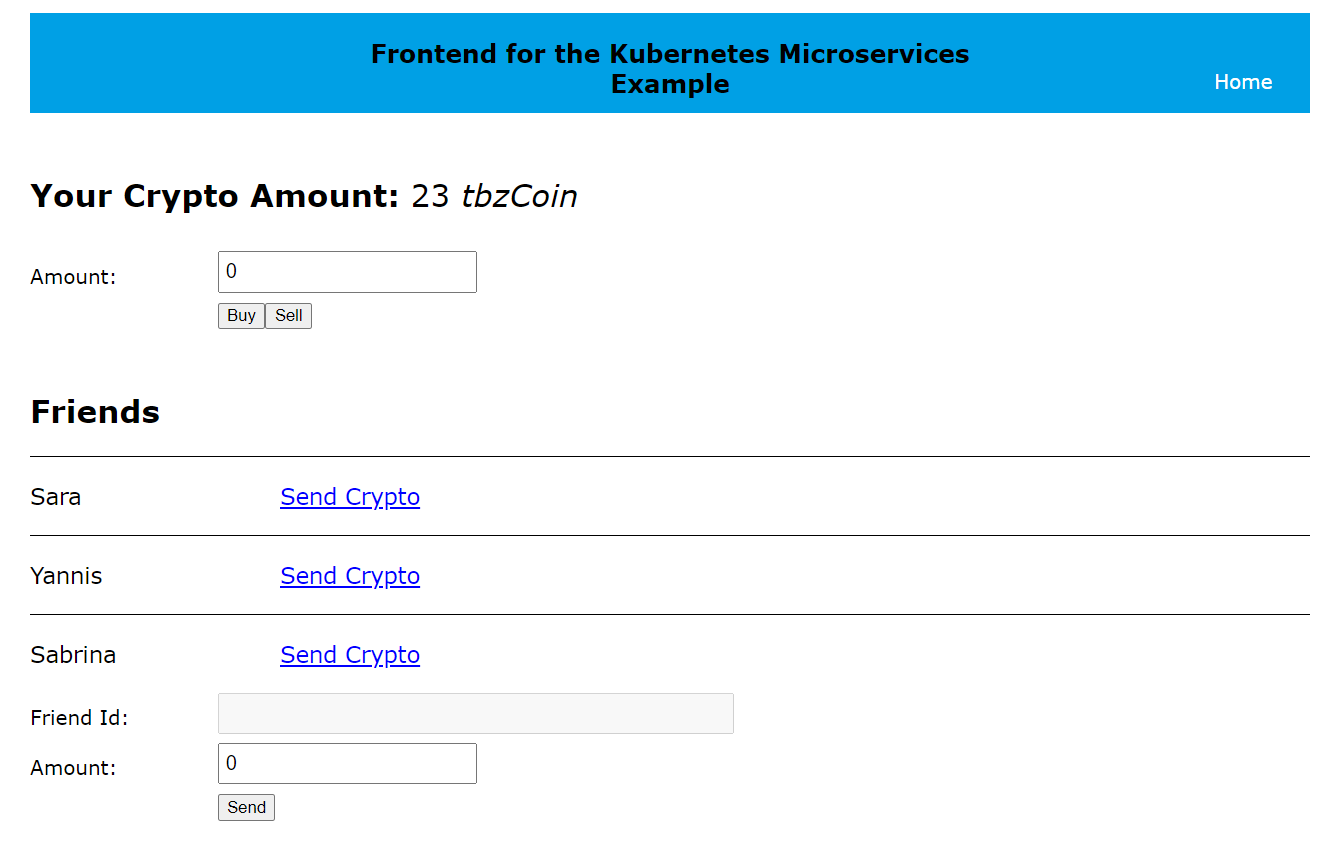 Frontend for the Kubernetes Microservices
Example
Home
Your Crypto Amount: 23 tbzCoin
Amount:
0
Buy Sell
Friends
Sara Send Crypto
Yannis Send Crypto
Sabrina Send Crypto
Friend Id:
Amount:
0
Send